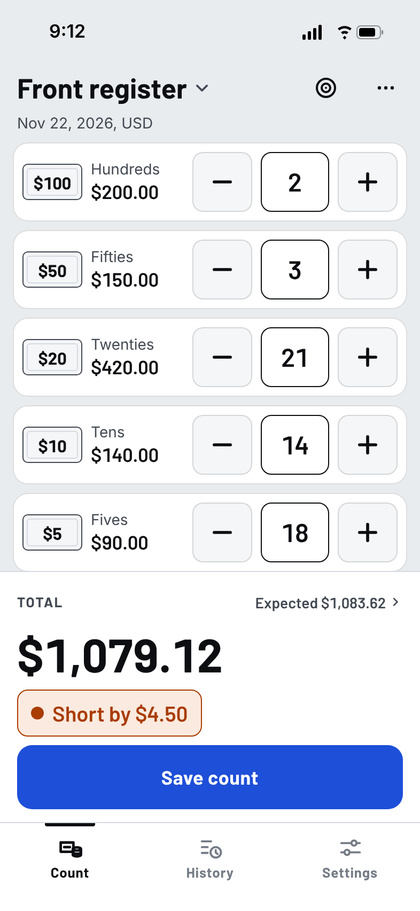 9:12
Front register
Nov 22, 2026, USD
$100
Hundreds
$200.00
2
$50
Fifties
$150.00
3
$20
Twenties
$420.00
21
$10
Tens
$140.00
14
$5
Fives
$90.00
18
TOTAL
Expected $1,083.62
$1,079.12
Short by $4.50
Save count
Count
History
Settings